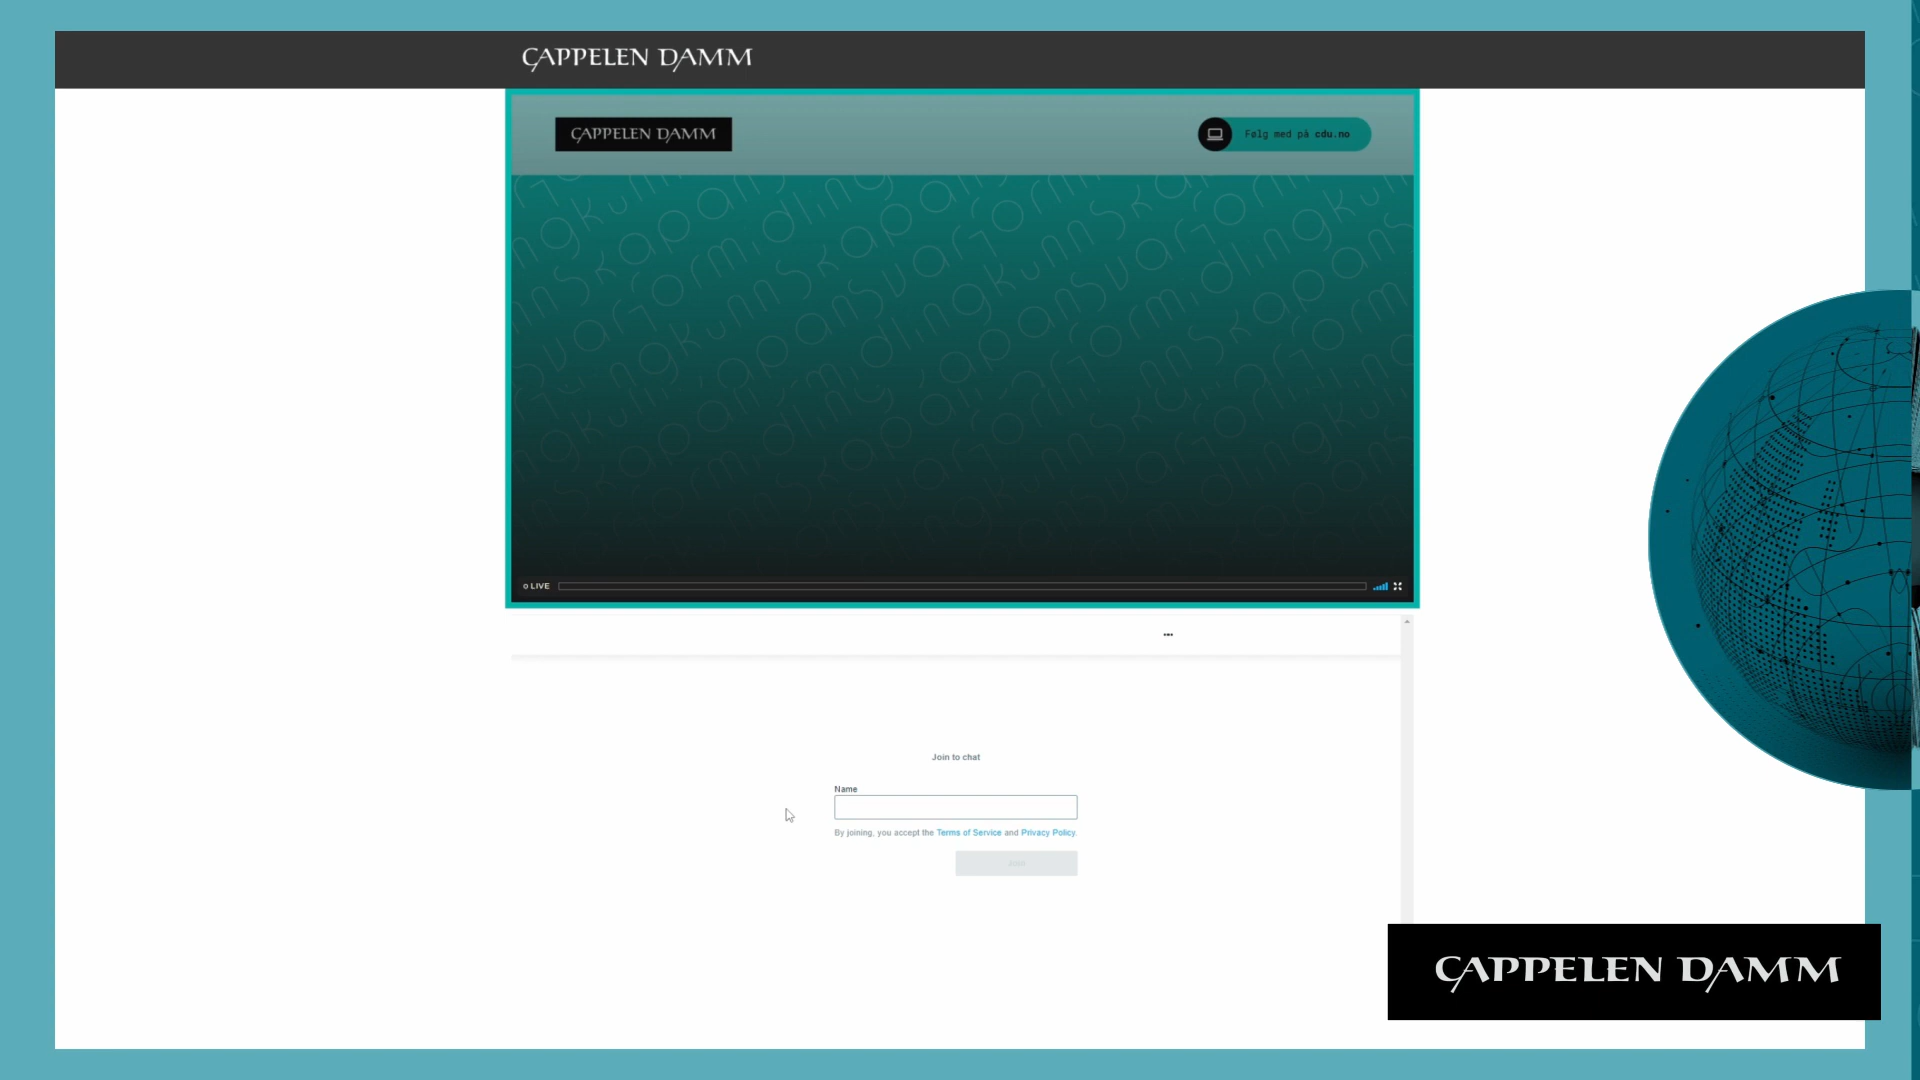 CAPPELEN DAMM
CAPPELEN DAMM
Følg med på cdu.no
LIVE
Join to chat
Name
By joining, you accept the Terms of Service and Privacy Policy.
Join
CAPPELEN DAMM